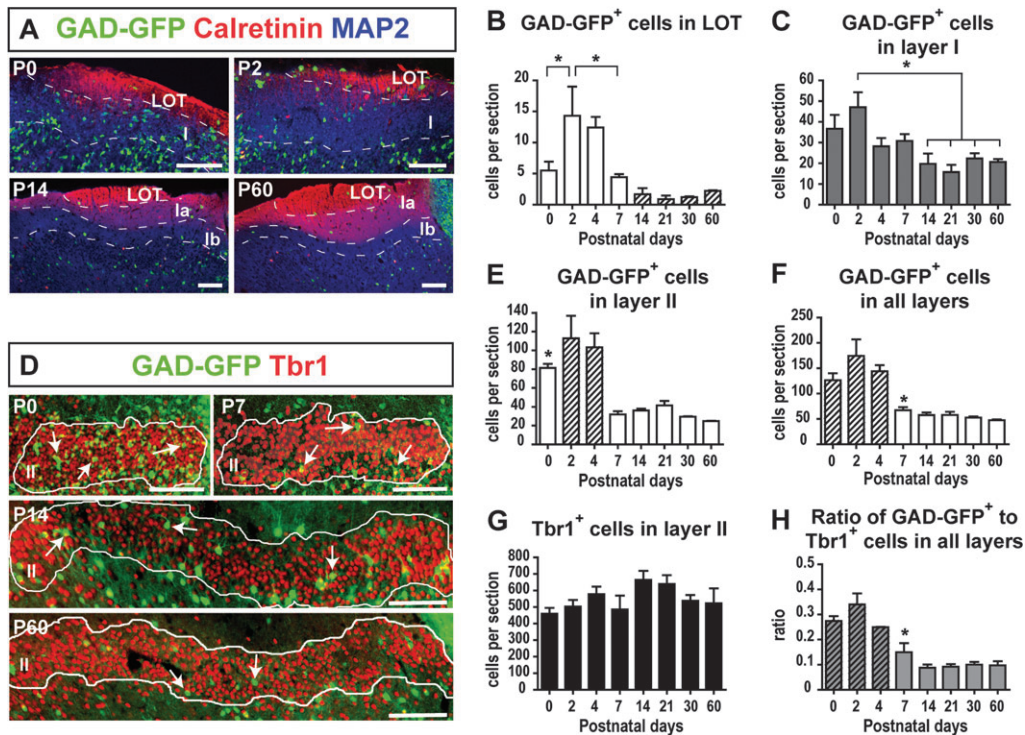 A GAD-GFP Calretinin MAP2
P0
LOT
I
P2
LOT
I
P14
LOT
Ia
Ib
P60
LOT
Ia
Ib
B GAD-GFP+ cells in LOT
cells per section
20
15
10
5
0
* *
0 2 4 7 14 21 30 60
Postnatal days
C GAD-GFP+ cells
in layer I
cells per section
60
50
40
30
20
10
0
*
0 2 4 7 14 21 30 60
Postnatal days
D GAD-GFP Tbr1
P0
II
P7
II
P14
II
P60
II
E GAD-GFP+ cells
in layer II
cells per section
140
120
100
80
60
40
20
0
*
0 2 4 7 14 21 30 60
Postnatal days
F GAD-GFP+ cells
in all layers
cells per section
250
200
150
100
50
0
*
0 2 4 7 14 21 30 60
Postnatal days
G Tbr1+ cells in layer II
cells per section
800
700
600
500
400
300
200
100
0
0 2 4 7 14 21 30 60
Postnatal days
H Ratio of GAD-GFP+ to
Tbr1+ cells in all layers
ratio
0.5
0.4
0.3
0.2
0.1
0.0
*
0 2 4 7 14 21 30 60
Postnatal days